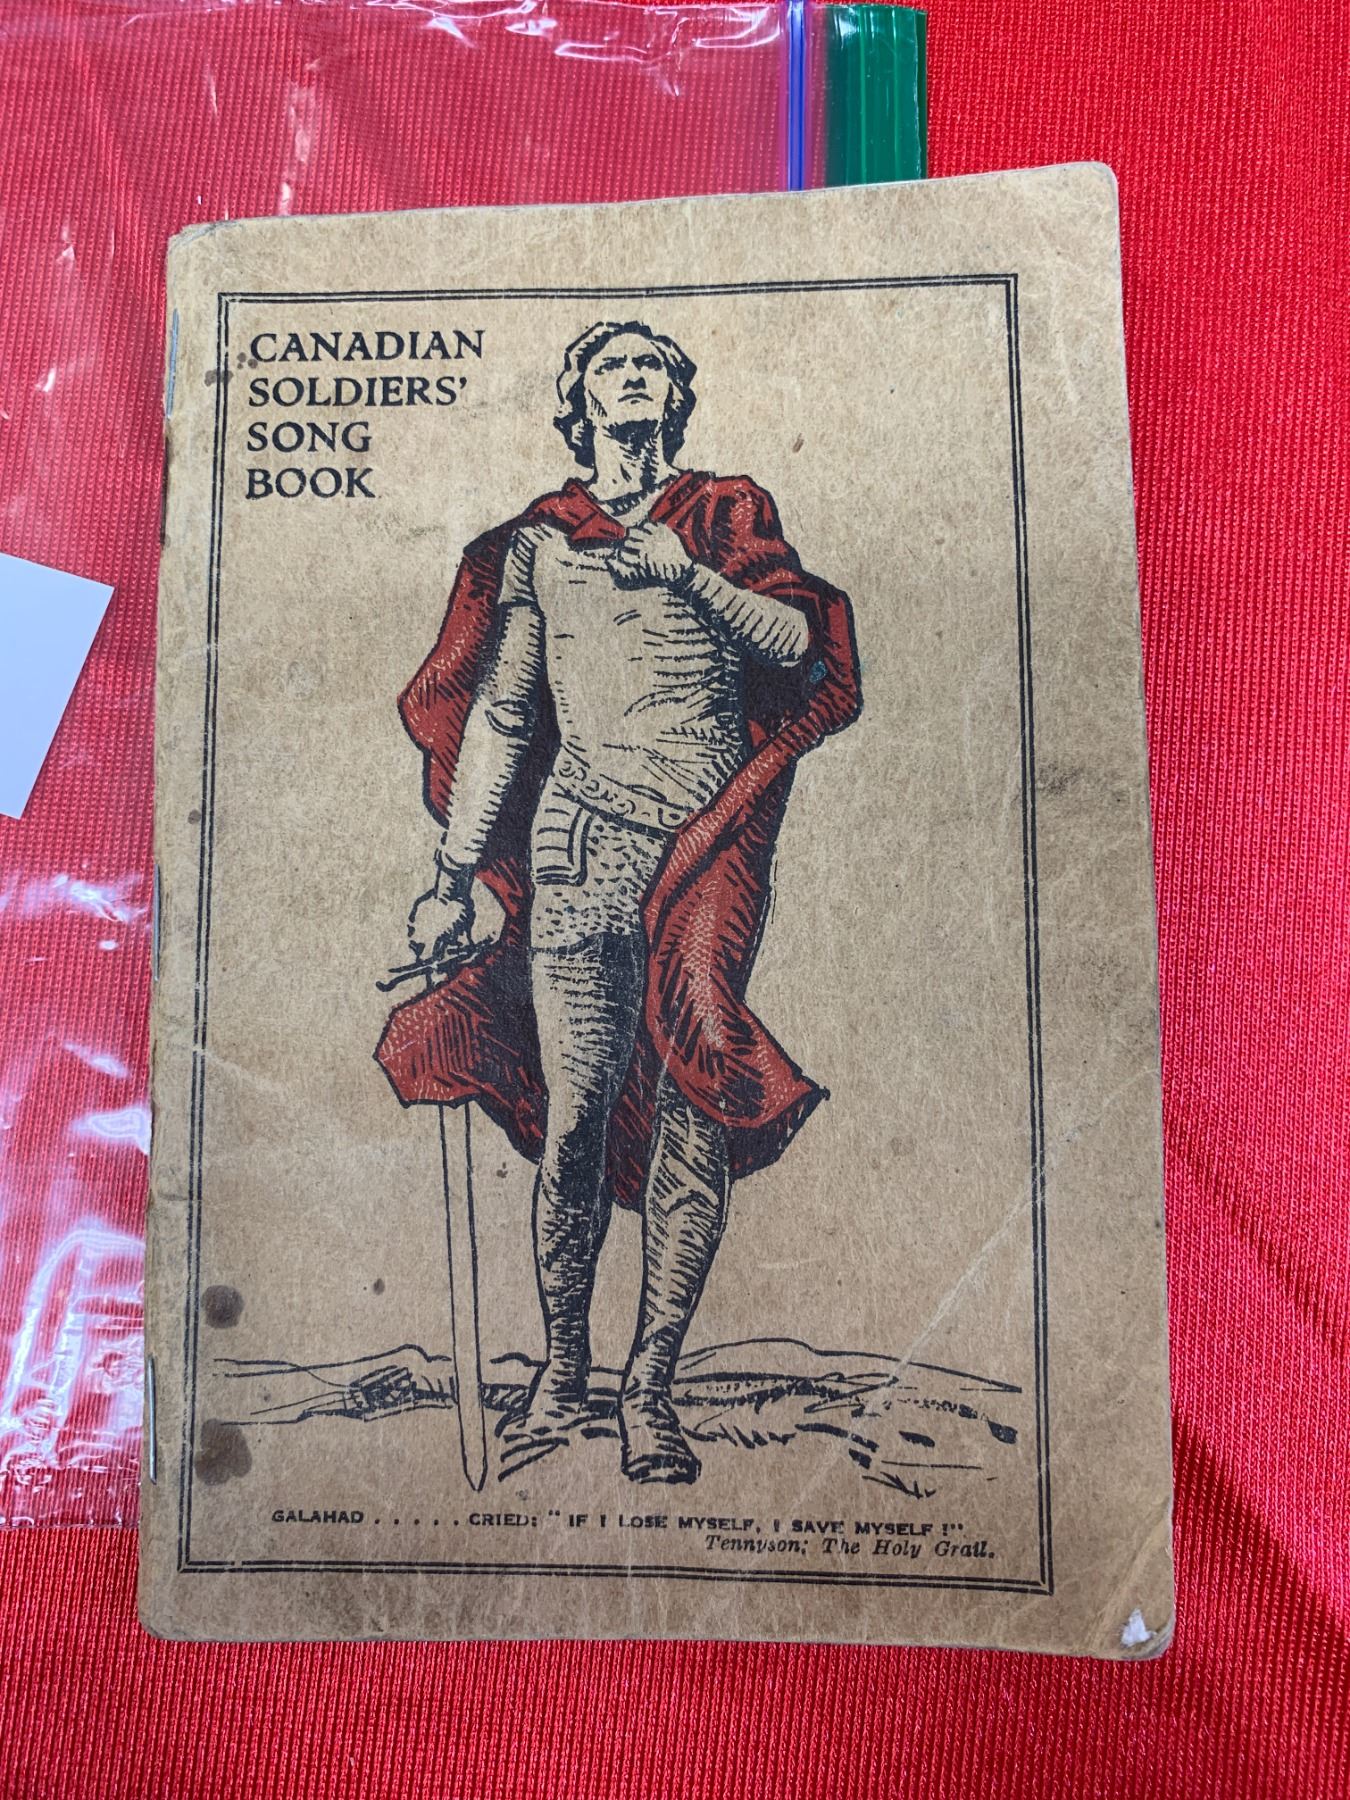 CANADIAN
SOLDIERS'
SONG
BOOK
GALAHAD . . . . . CRIED: "IF I LOSE MYSELF, I SAVE MYSELF !"
Tennyson; The Holy Grail.